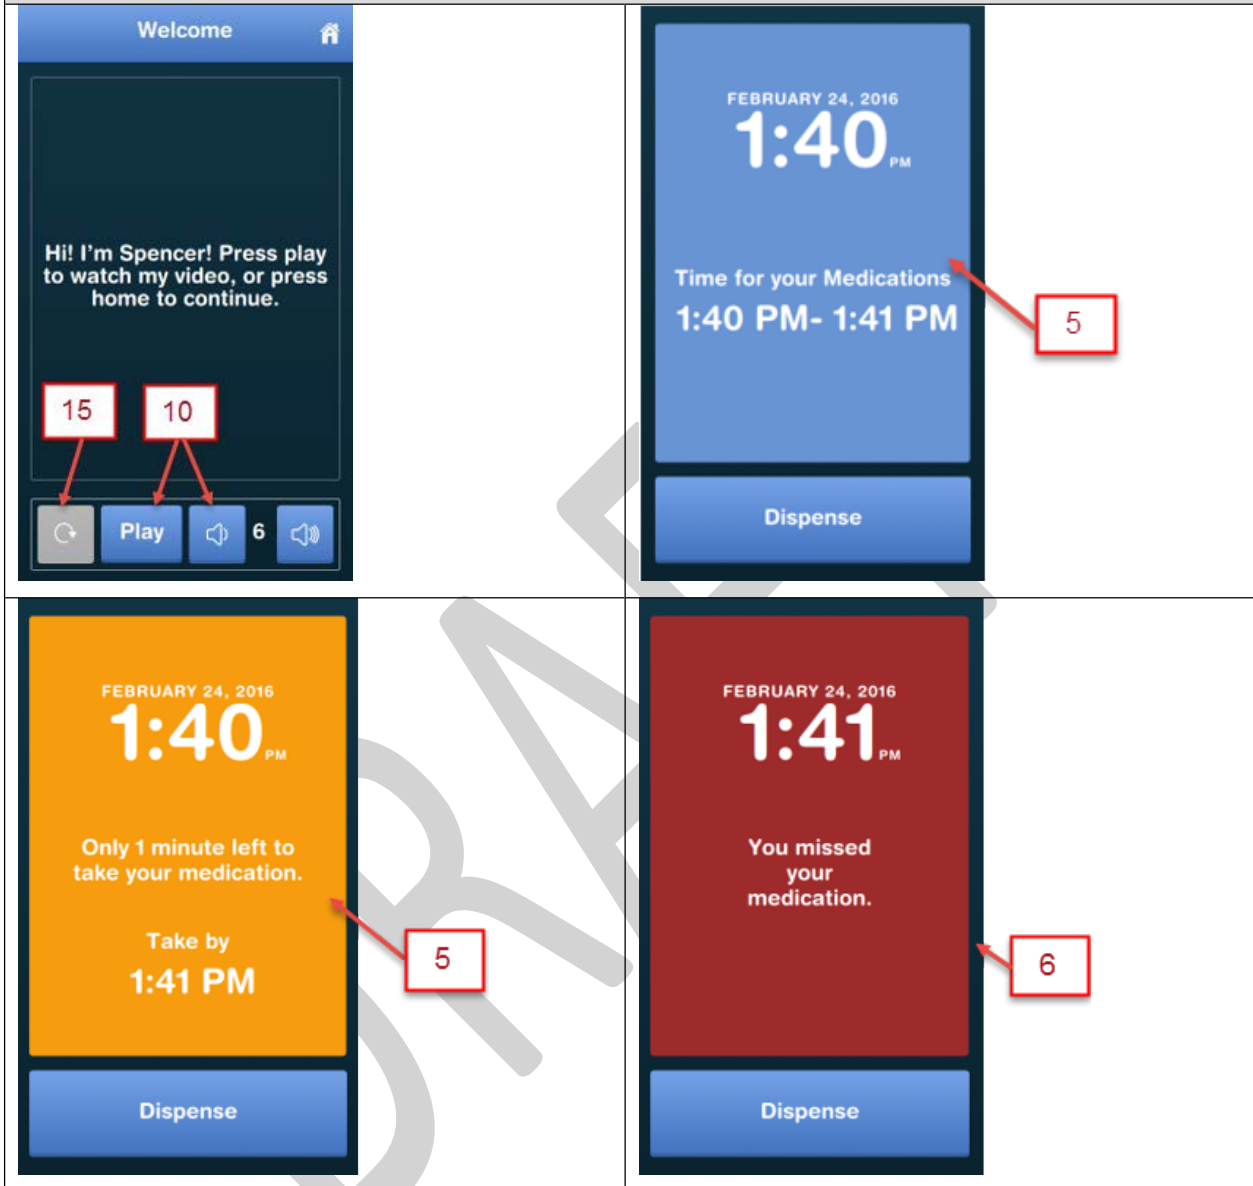 Welcome
Hi! I'm Spencer! Press play
to watch my video, or press
home to continue.
15
10
Play
6
FEBRUARY 24, 2016
1:40 PM
Time for your Medications
1:40 PM- 1:41 PM
5
Dispense
FEBRUARY 24, 2016
1:40 PM
Only 1 minute left to
take your medication.
Take by
1:41 PM
5
Dispense
FEBRUARY 24, 2016
1:41 PM
You missed
your
medication.
6
Dispense
DRAFT